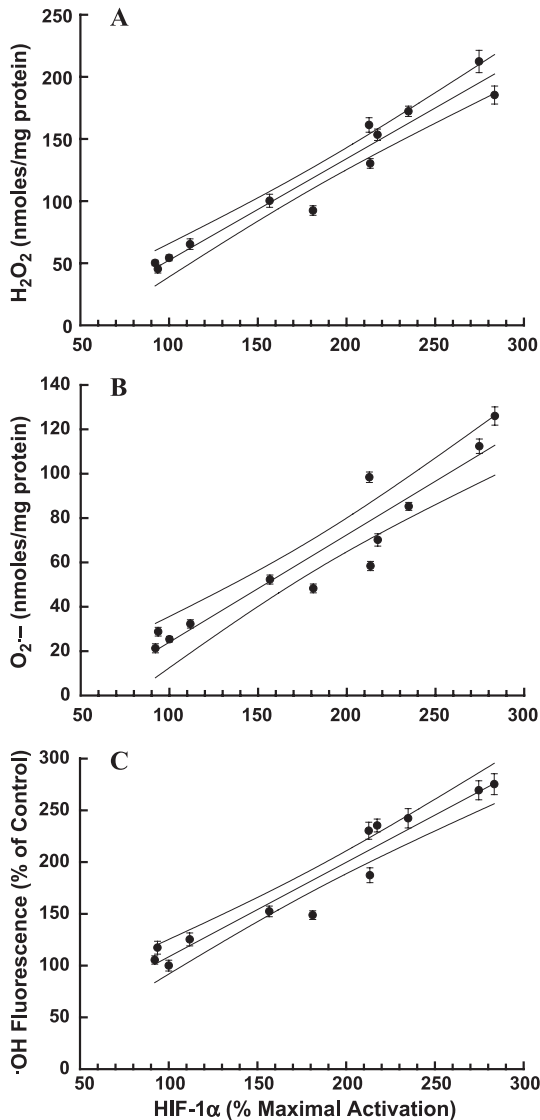 A
H2O2 (nmoles/mg protein)
250
200
150
100
50
0
50 100 150 200 250 300
B
O2·– (nmoles/mg protein)
140
120
100
80
60
40
20
0
50 100 150 200 250 300
C
·OH Fluorescence (% of Control)
300
250
200
150
100
50
0
50 100 150 200 250 300
HIF-1α (% Maximal Activation)